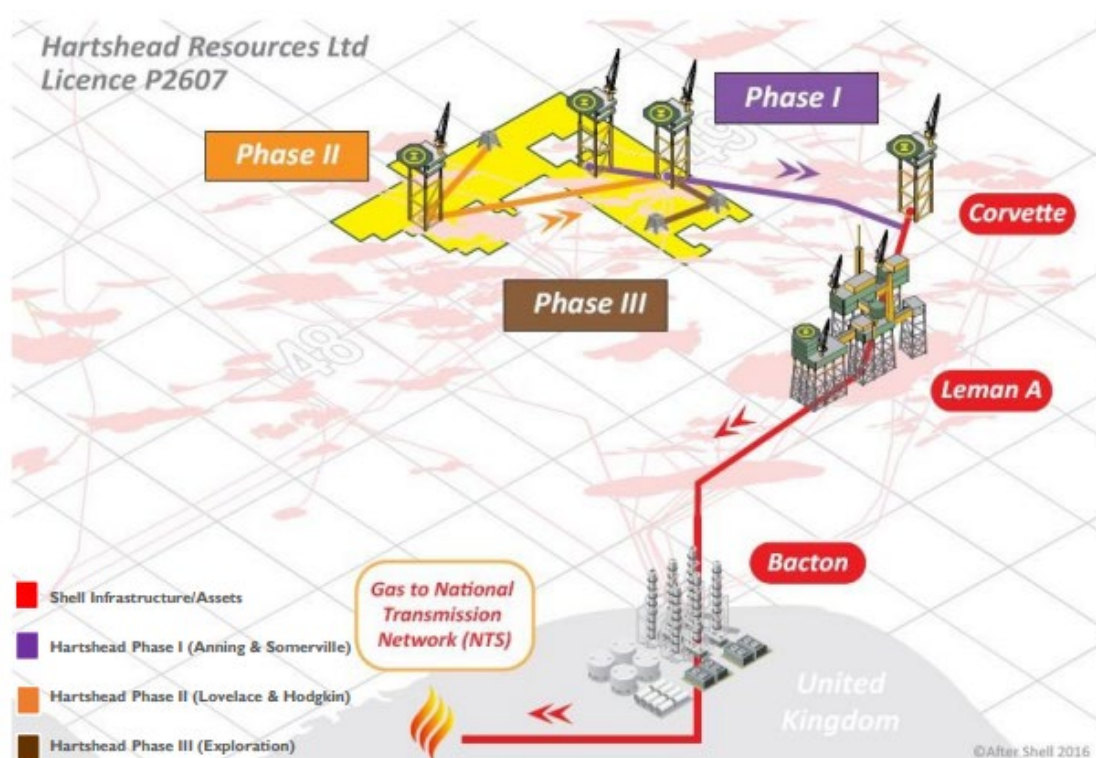 Hartshead Resources Ltd
Licence P2607
Phase I
Phase II
49
Corvette
Phase III
48
Leman A
Bacton
Gas to National
Transmission
Network (NTS)
Shell Infrastructure/Assets
Hartshead Phase I (Anning & Somerville)
Hartshead Phase II (Lovelace & Hodgkin)
Hartshead Phase III (Exploration)
United
Kingdom
©After Shell 2016